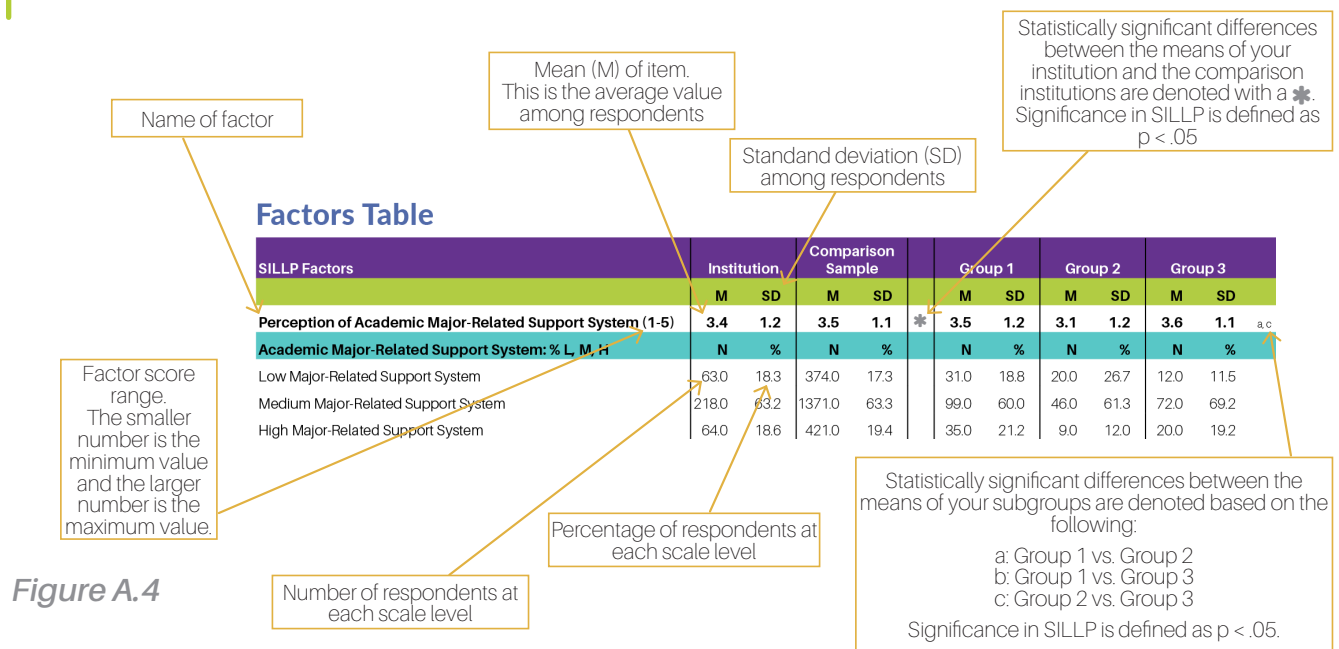 Statistically significant differences
between the means of your
institution and the comparison
institutions are denoted with a ✱.
Significance in SILLP is defined as
p < .05
Mean (M) of item.
This is the average value
among respondents
Name of factor
Standand deviation (SD)
among respondents
Factors Table
SILLP Factors Institution Comparison Sample Group 1 Group 2 Group 3
M SD M SD M SD M SD M SD
Perception of Academic Major-Related Support System (1-5) 3.4 1.2 3.5 1.1 ✱ 3.5 1.2 3.1 1.2 3.6 1.1 a, c
Academic Major-Related Support System: % L, M, H N % N % N % N % N %
Low Major-Related Support System 63.0 18.3 374.0 17.3 31.0 18.8 20.0 26.7 12.0 11.5
Medium Major-Related Support System 218.0 63.2 1371.0 63.3 99.0 60.0 46.0 61.3 72.0 69.2
High Major-Related Support System 64.0 18.6 421.0 19.4 35.0 21.2 9.0 12.0 20.0 19.2
Factor score
range.
The smaller
number is the
minimum value
and the larger
number is the
maximum value.
Percentage of respondents at
each scale level
Number of respondents at
each scale level
Statistically significant differences between the
means of your subgroups are denoted based on the
following:
a: Group 1 vs. Group 2
b: Group 1 vs. Group 3
c: Group 2 vs. Group 3
Significance in SILLP is defined as p < .05.
Figure A.4